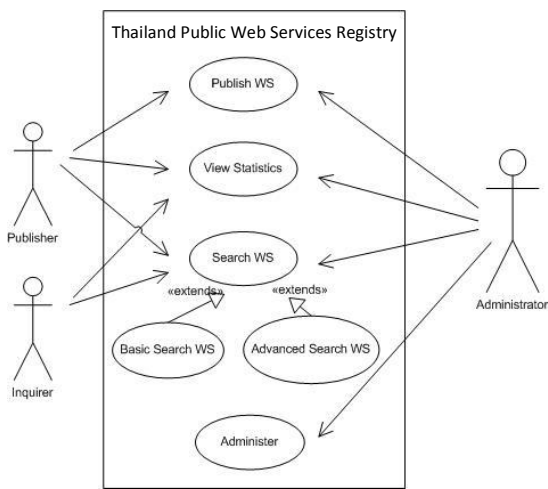 Thailand Public Web Services Registry
Publish WS
View Statistics
Publisher
Search WS
«extends»
«extends»
Administrator
Basic Search WS
Advanced Search WS
Inquirer
Administer